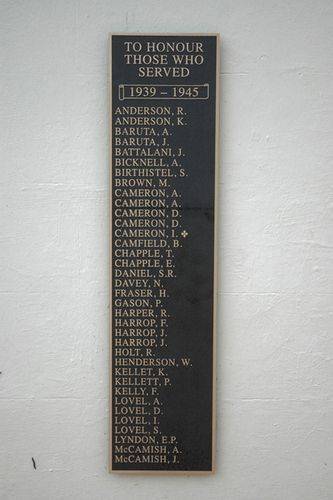 TO HONOUR
THOSE WHO
SERVED
1939 – 1945
ANDERSON, R.
ANDERSON, K.
BARUTA, A.
BARUTA, J.
BATTALANI, J.
BICKNELL, A.
BIRTHISTEL, S.
BROWN, M.
CAMERON, A.
CAMERON, A.
CAMERON, D.
CAMERON, D.
CAMERON, I. ✤
CAMFIELD, B.
CHAPPLE, T.
CHAPPLE, E.
DANIEL, S.R.
DAVEY, N.
FRASER, H.
GASON, P.
HARPER, R.
HARROP, F.
HARROP, J.
HARROP, J.
HOLT, R.
HENDERSON, W.
KELLET, K.
KELLETT, P.
KELLY, F.
LOVEL, A.
LOVEL, D.
LOVEL, I.
LOVEL, S.
LYNDON, E.P.
McCAMISH, A.
McCAMISH, J.